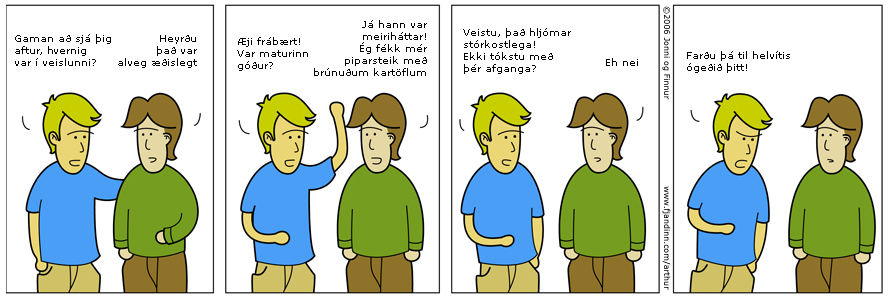 Gaman að sjá þig
aftur, hvernig
var í veislunni?
Heyrðu
það var
alveg æðislegt
Æji frábært!
Var maturinn
góður?
Já hann var
meiriháttar!
Ég fékk mér
piparsteik með
brúnuðum kartöflum
Veistu, það hljómar
stórkostlega!
Ekki tókstu með
þér afganga?
Eh nei
©2006 Jonni og Finnur
www.fjandinn.com/arthur
Farðu þá til helvítis
ógeðið þitt!